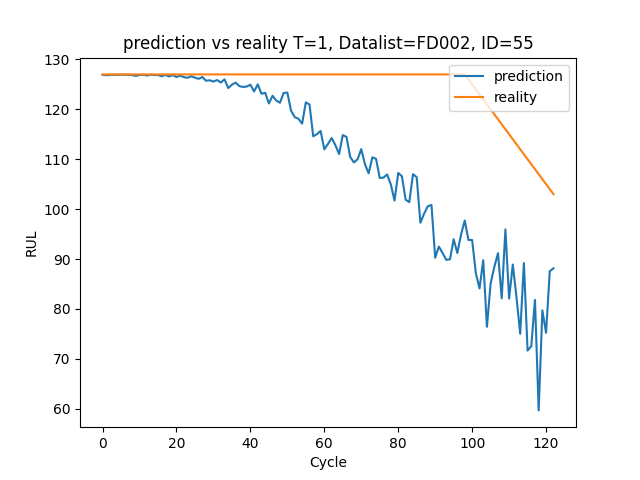 prediction vs reality T=1, Datalist=FD002, ID=55
prediction
reality
RUL
130
120
110
100
90
80
70
60
0 20 40 60 80 100 120
Cycle